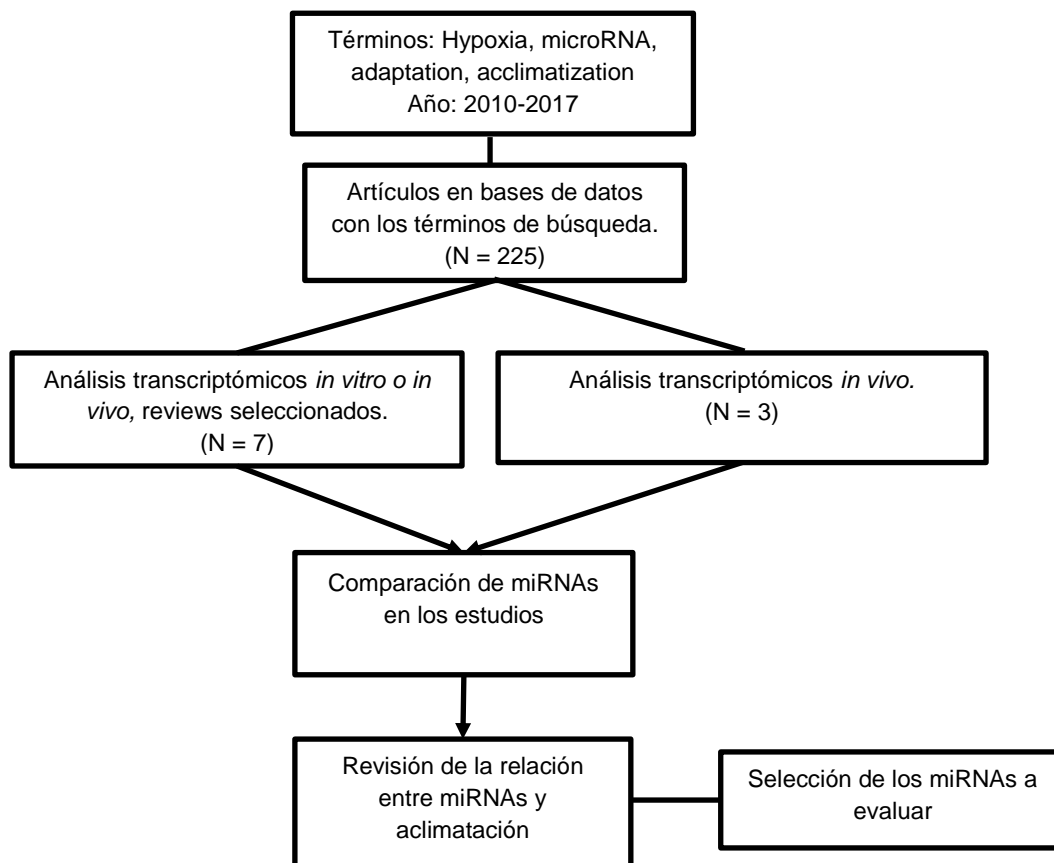 Términos: Hypoxia, microRNA,
adaptation, acclimatization
Año: 2010-2017
Artículos en bases de datos
con los términos de búsqueda.
(N = 225)
Análisis transcriptómicos in vitro o in
vivo, reviews seleccionados.
(N = 7)
Análisis transcriptómicos in vivo.
(N = 3)
Comparación de miRNAs
en los estudios
Revisión de la relación
entre miRNAs y
aclimatación
Selección de los miRNAs a
evaluar